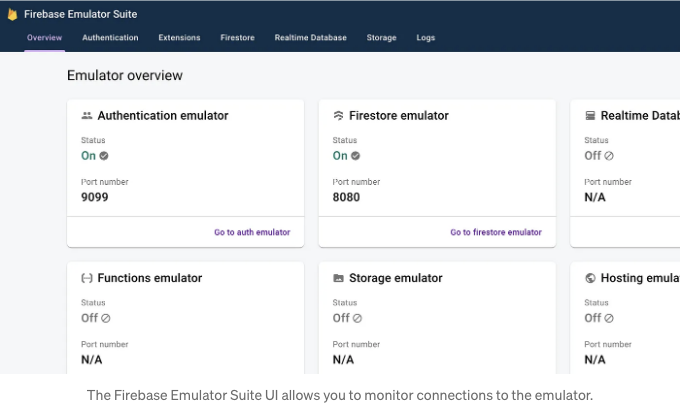 Firebase Emulator Suite
Overview Authentication Extensions Firestore Realtime Database Storage Logs
Emulator overview
Authentication emulator
Status
On
Port number
9099
Go to auth emulator
Firestore emulator
Status
On
Port number
8080
Go to firestore emulator
Realtime Datab
Status
Off
Port number
N/A
Functions emulator
Status
Off
Port number
N/A
Storage emulator
Status
Off
Port number
N/A
Hosting emula
Status
Off
Port number
N/A
The Firebase Emulator Suite UI allows you to monitor connections to the emulator.